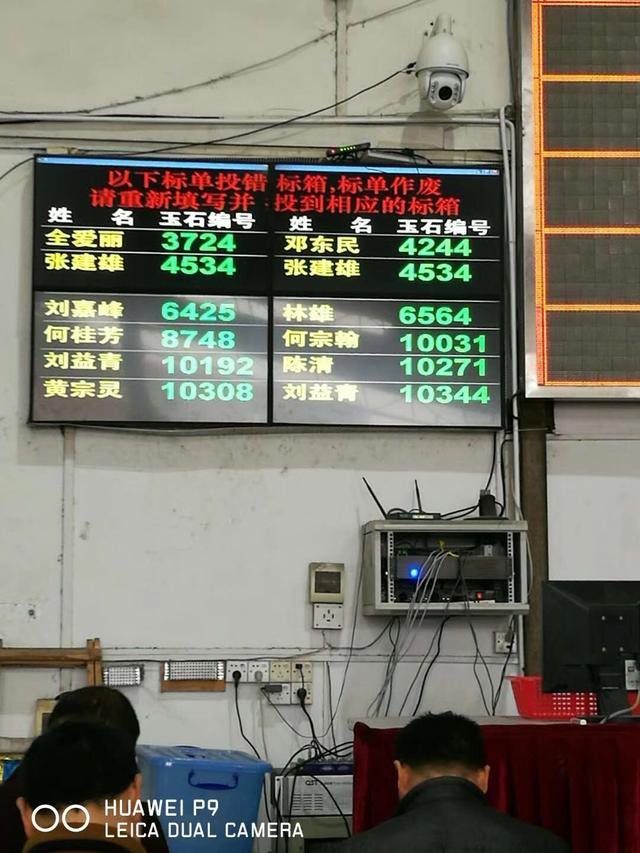 以下标单投错 标箱,标单作废
请重新填写并 投到相应的标箱
姓 名 玉石编号 姓 名 玉石编号
全爱丽 3724 邓东民 4244
张建雄 4534 张建雄 4534
刘嘉峰 6425 林雄 6564
何桂芳 8748 何宗翰 10031
刘益青 10192 陈清 10271
黄宗灵 10308 刘益青 10344
HUAWEI P9
LEICA DUAL CAMERA